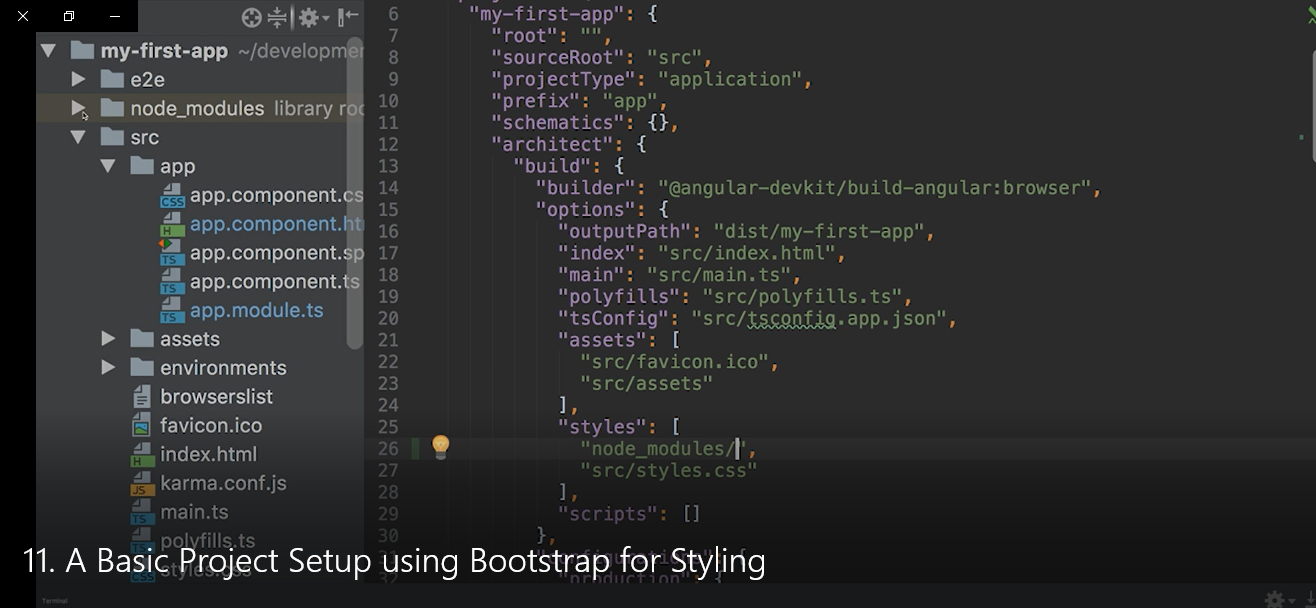 my-first-app ~/developmer
e2e
node_modules library roo
src
app
app.component.cs
app.component.ht
app.component.sp
app.component.ts
app.module.ts
assets
environments
browserslist
favicon.ico
index.html
karma.conf.js
main.ts
polyfills.ts
styles.css
6 "my-first-app": {
7 "root": "",
8 "sourceRoot": "src",
9 "projectType": "application",
10 "prefix": "app",
11 "schematics": {},
12 "architect": {
13 "build": {
14 "builder": "@angular-devkit/build-angular:browser",
15 "options": {
16 "outputPath": "dist/my-first-app",
17 "index": "src/index.html",
18 "main": "src/main.ts",
19 "polyfills": "src/polyfills.ts",
20 "tsConfig": "src/tsconfig.app.json",
21 "assets": [
22 "src/favicon.ico",
23 "src/assets"
24 ],
25 "styles": [
26 "node_modules/",
27 "src/styles.css"
28 ],
29 "scripts": []
30 },
31 "configurations": {
32 "production": {
11. A Basic Project Setup using Bootstrap for Styling
Terminal